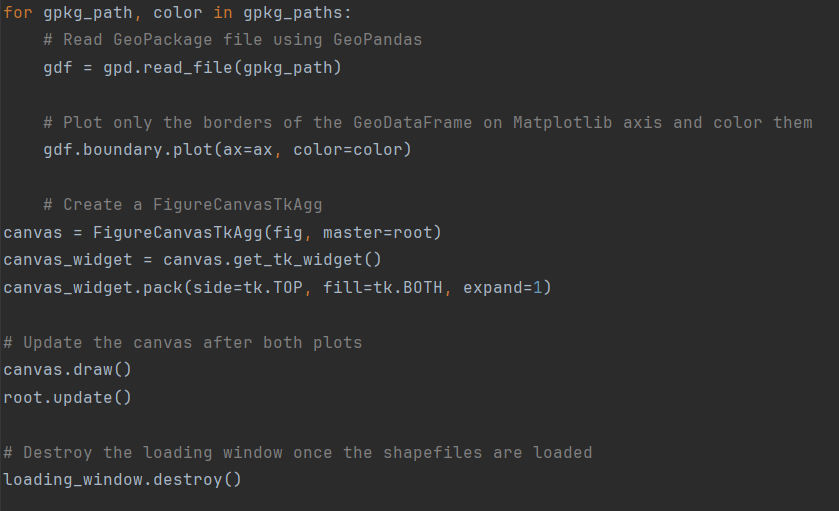 for gpkg_path, color in gpkg_paths:
    # Read GeoPackage file using GeoPandas
    gdf = gpd.read_file(gpkg_path)

    # Plot only the borders of the GeoDataFrame on Matplotlib axis and color them
    gdf.boundary.plot(ax=ax, color=color)

    # Create a FigureCanvasTkAgg
canvas = FigureCanvasTkAgg(fig, master=root)
canvas_widget = canvas.get_tk_widget()
canvas_widget.pack(side=tk.TOP, fill=tk.BOTH, expand=1)

# Update the canvas after both plots
canvas.draw()
root.update()

# Destroy the loading window once the shapefiles are loaded
loading_window.destroy()